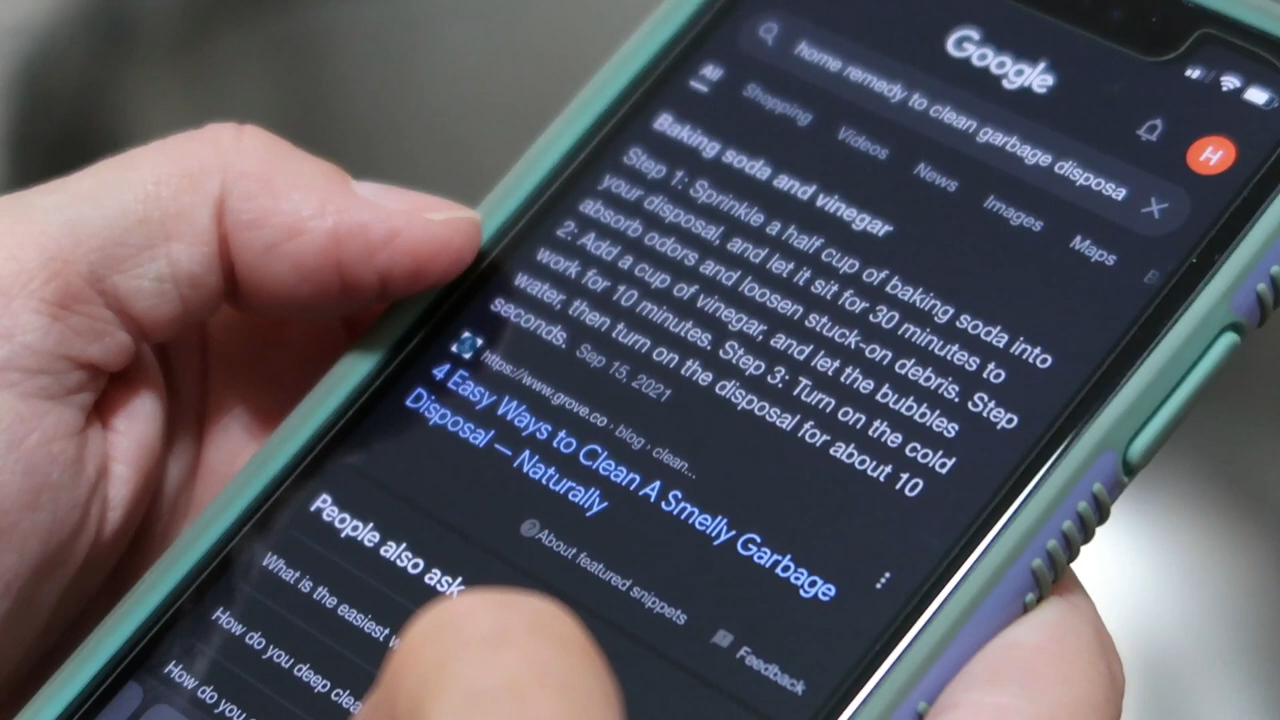 Google
home remedy to clean garbage disposa
H
All Shopping Videos News Images Maps B
Baking soda and vinegar
Step 1: Sprinkle a half cup of baking soda into
your disposal, and let it sit for 30 minutes to
absorb odors and loosen stuck-on debris. Step
2: Add a cup of vinegar, and let the bubbles
work for 10 minutes. Step 3: Turn on the cold
water, then turn on the disposal for about 10
seconds. Sep 15, 2021
https://www.grove.co › blog › clean...
4 Easy Ways to Clean A Smelly Garbage
Disposal — Naturally
About featured snippets
Feedback
People also ask
What is the easiest
How do you deep clea
How do you